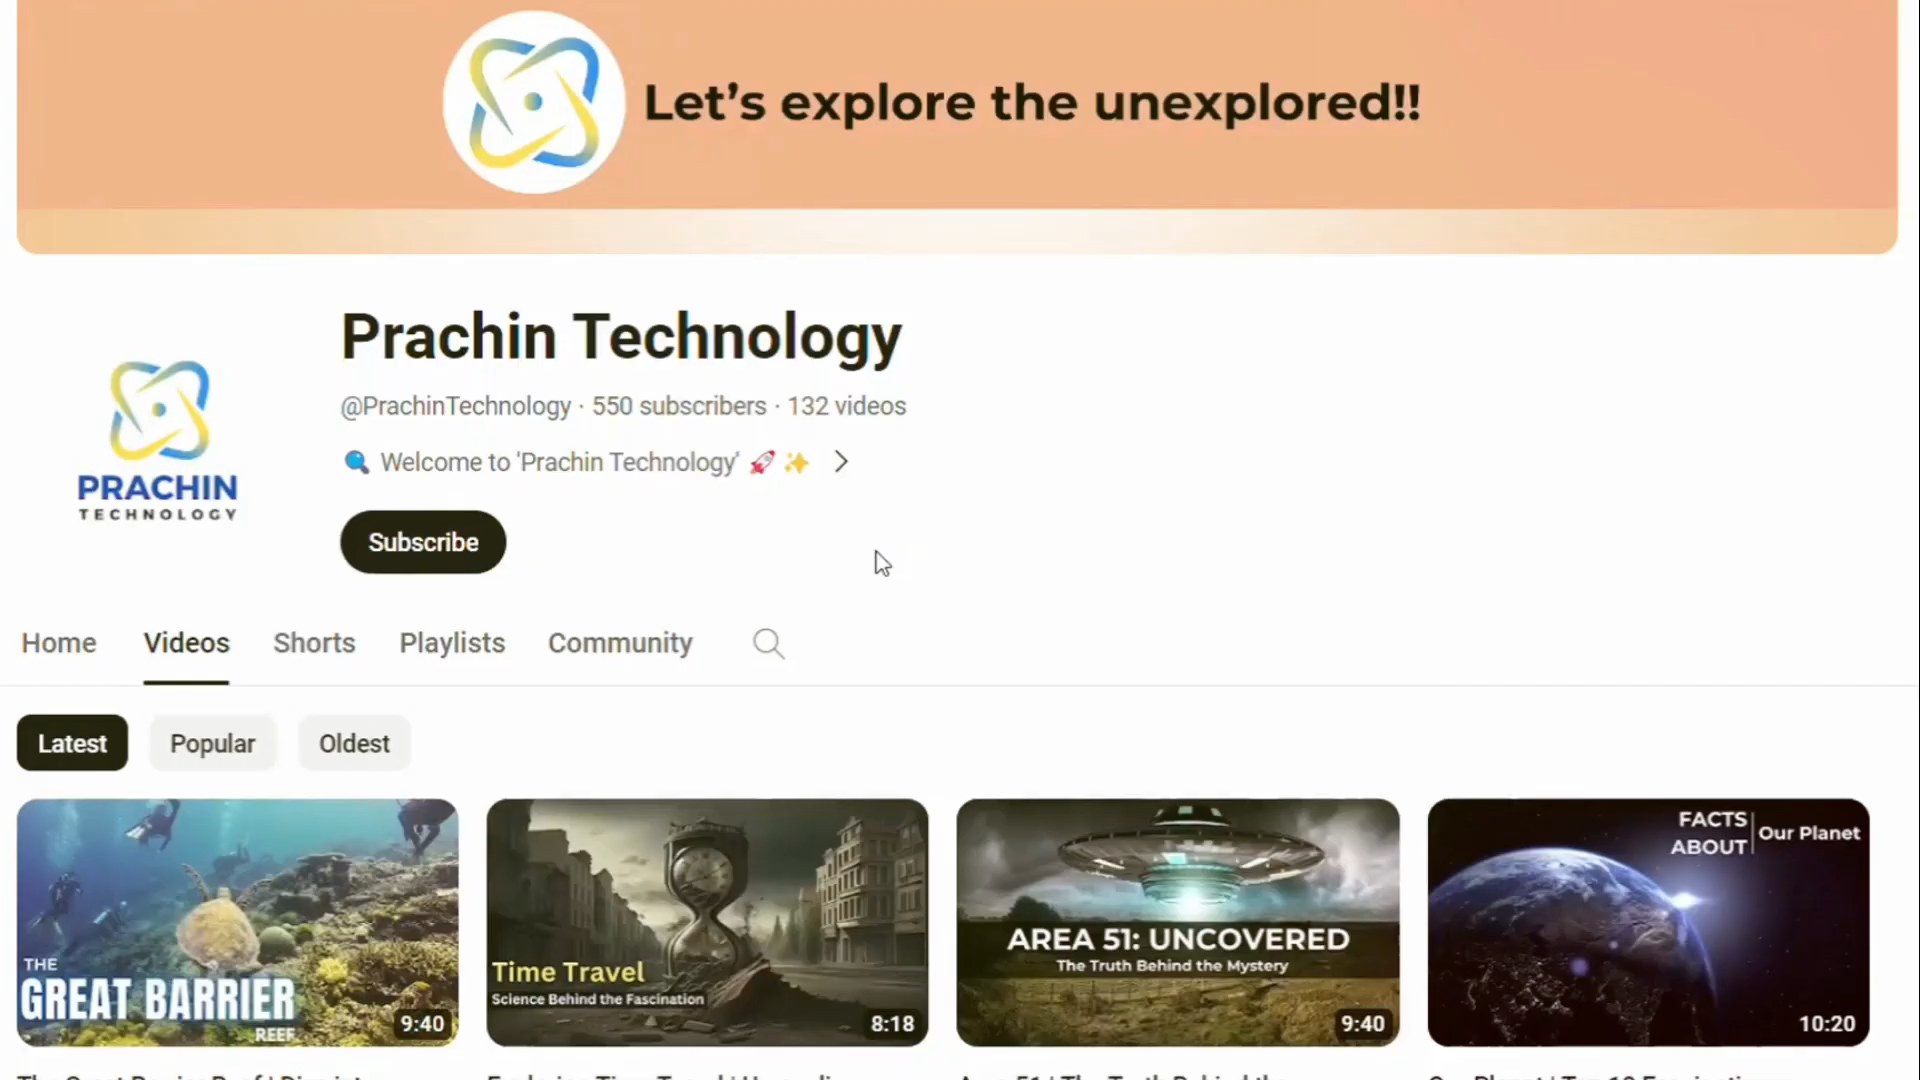 Let's explore the unexplored!!
Prachin Technology
@PrachinTechnology · 550 subscribers · 132 videos
🔍 Welcome to 'Prachin Technology' 🚀 ✨ >
PRACHIN
TECHNOLOGY
Subscribe
Home Videos Shorts Playlists Community
Latest Popular Oldest
THE
GREAT BARRIER
REEF
9:40
Time Travel
Science Behind the Fascination
8:18
AREA 51: UNCOVERED
The Truth Behind the Mystery
9:40
FACTS
ABOUT
Our Planet
10:20